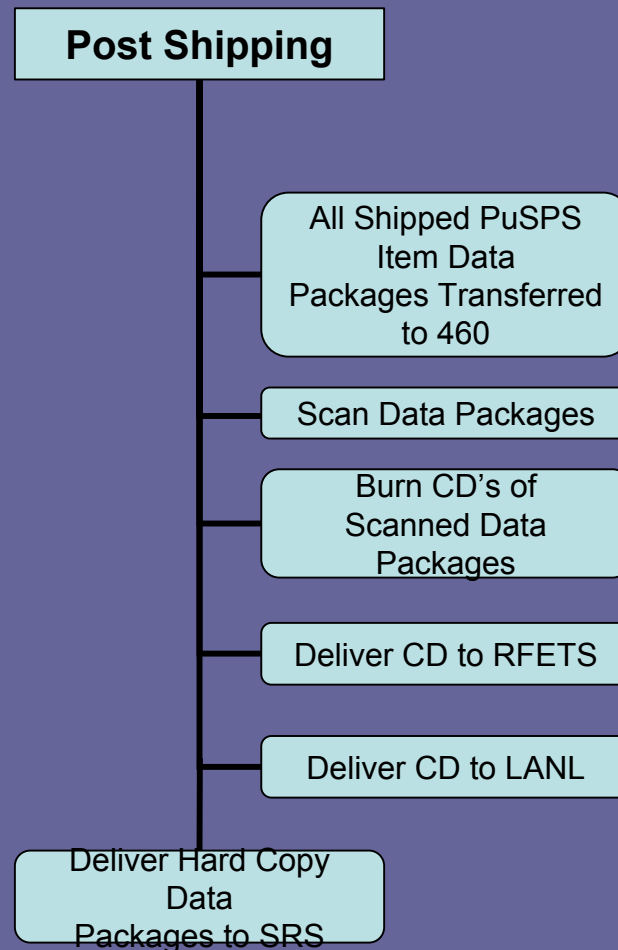 Post Shipping
All Shipped PuSPS
Item Data
Packages Transferred
to 460
Scan Data Packages
Burn CD’s of
Scanned Data
Packages
Deliver CD to RFETS
Deliver CD to LANL
Deliver Hard Copy
Data
Packages to SRS